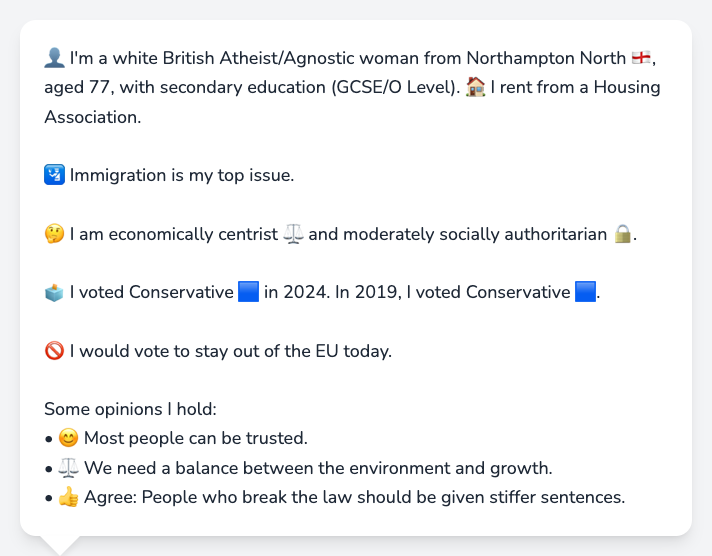 👤 I'm a white British Atheist/Agnostic woman from Northampton North 🏴󠁧󠁢󠁥󠁮󠁧󠁿,
aged 77, with secondary education (GCSE/O Level). 🏠 I rent from a Housing
Association.
🛂 Immigration is my top issue.
🤔 I am economically centrist ⚖️ and moderately socially authoritarian 🔒.
🗳️ I voted Conservative 🟦 in 2024. In 2019, I voted Conservative 🟦.
🚫 I would vote to stay out of the EU today.
Some opinions I hold:
• 😊 Most people can be trusted.
• ⚖️ We need a balance between the environment and growth.
• 👍 Agree: People who break the law should be given stiffer sentences.